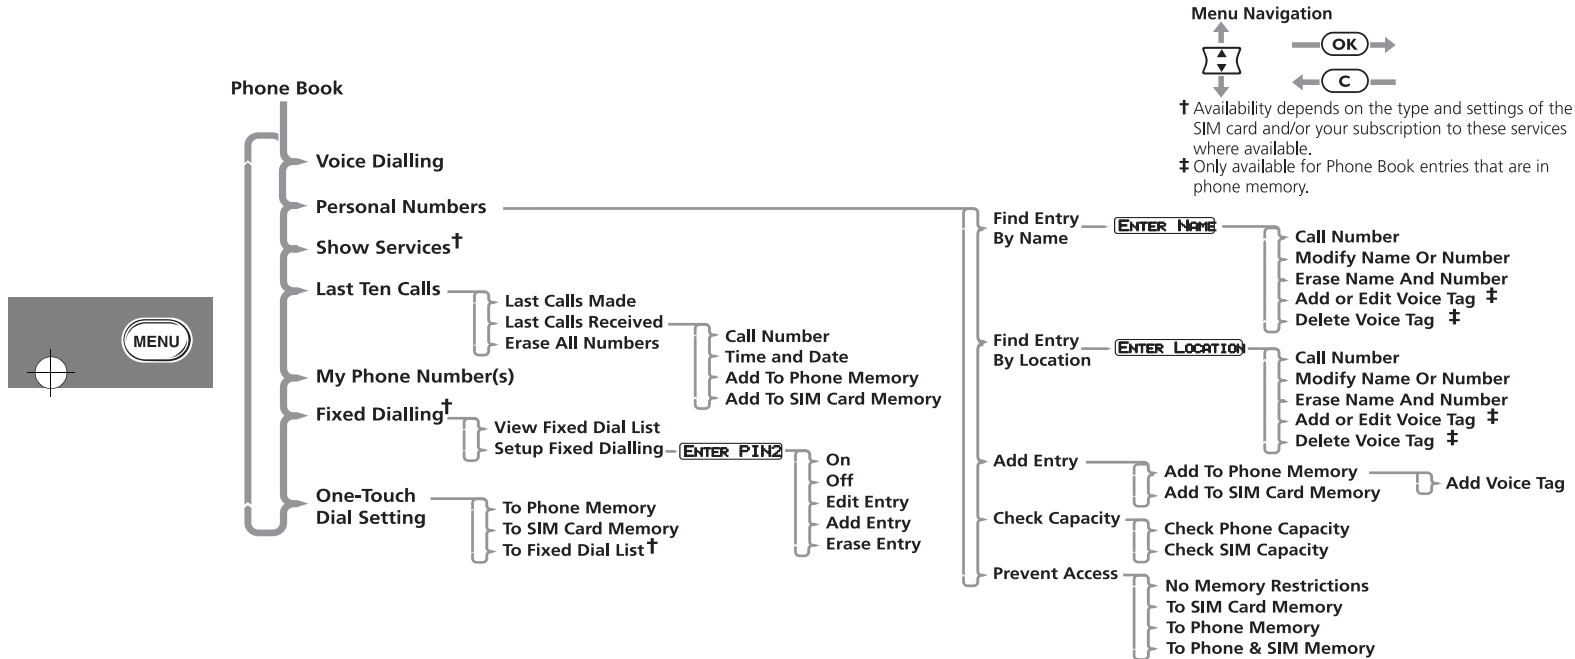 Menu Navigation
OK
C
† Availability depends on the type and settings of the
SIM card and/or your subscription to these services
where available.
‡ Only available for Phone Book entries that are in
phone memory.
MENU
Phone Book
Voice Dialling
Personal Numbers
Show Services†
Last Ten Calls
Last Calls Made
Last Calls Received
Erase All Numbers
Call Number
Time and Date
Add To Phone Memory
Add To SIM Card Memory
My Phone Number(s)
Fixed Dialling†
View Fixed Dial List
Setup Fixed Dialling
ENTER PIN2
On
Off
Edit Entry
Add Entry
Erase Entry
One-Touch
Dial Setting
To Phone Memory
To SIM Card Memory
To Fixed Dial List†
Find Entry
By Name
ENTER NAME
Call Number
Modify Name Or Number
Erase Name And Number
Add or Edit Voice Tag ‡
Delete Voice Tag ‡
Find Entry
By Location
ENTER LOCATION
Call Number
Modify Name Or Number
Erase Name And Number
Add or Edit Voice Tag ‡
Delete Voice Tag ‡
Add Entry
Add To Phone Memory
Add To SIM Card Memory
Add Voice Tag
Check Capacity
Check Phone Capacity
Check SIM Capacity
Prevent Access
No Memory Restrictions
To SIM Card Memory
To Phone Memory
To Phone & SIM Memory